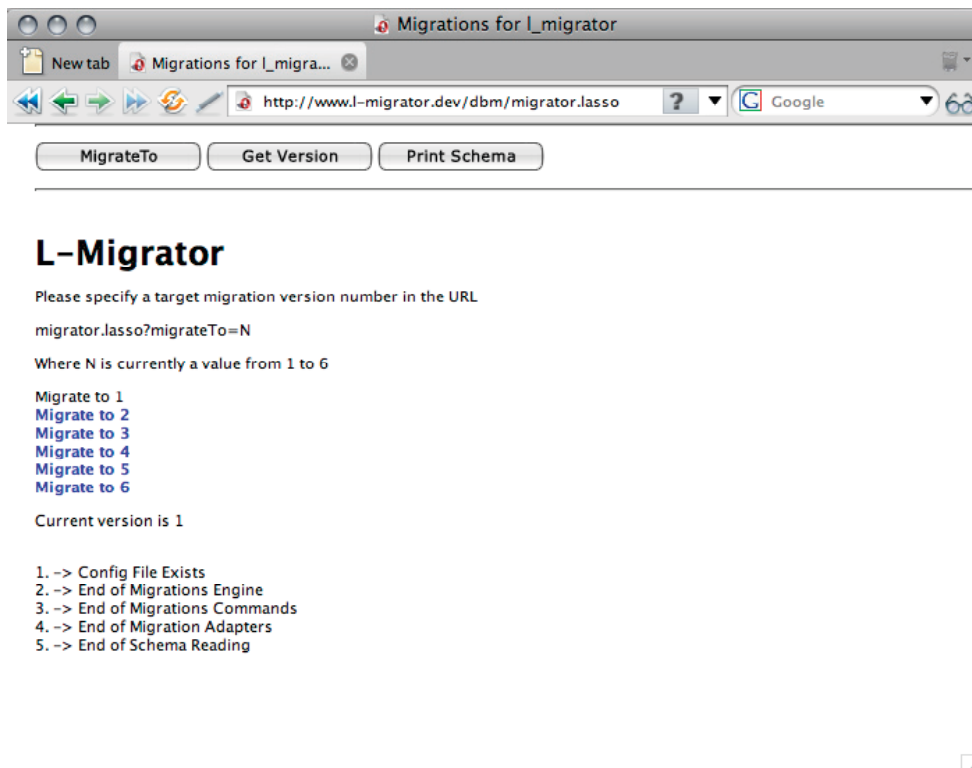 Migrations for l_migrator
New tab
Migrations for l_migra...
http://www.l-migrator.dev/dbm/migrator.lasso
?
G Google
MigrateTo
Get Version
Print Schema
L-Migrator
Please specify a target migration version number in the URL
migrator.lasso?migrateTo=N
Where N is currently a value from 1 to 6
Migrate to 1
Migrate to 2
Migrate to 3
Migrate to 4
Migrate to 5
Migrate to 6
Current version is 1
1. -> Config File Exists
2. -> End of Migrations Engine
3. -> End of Migrations Commands
4. -> End of Migration Adapters
5. -> End of Schema Reading